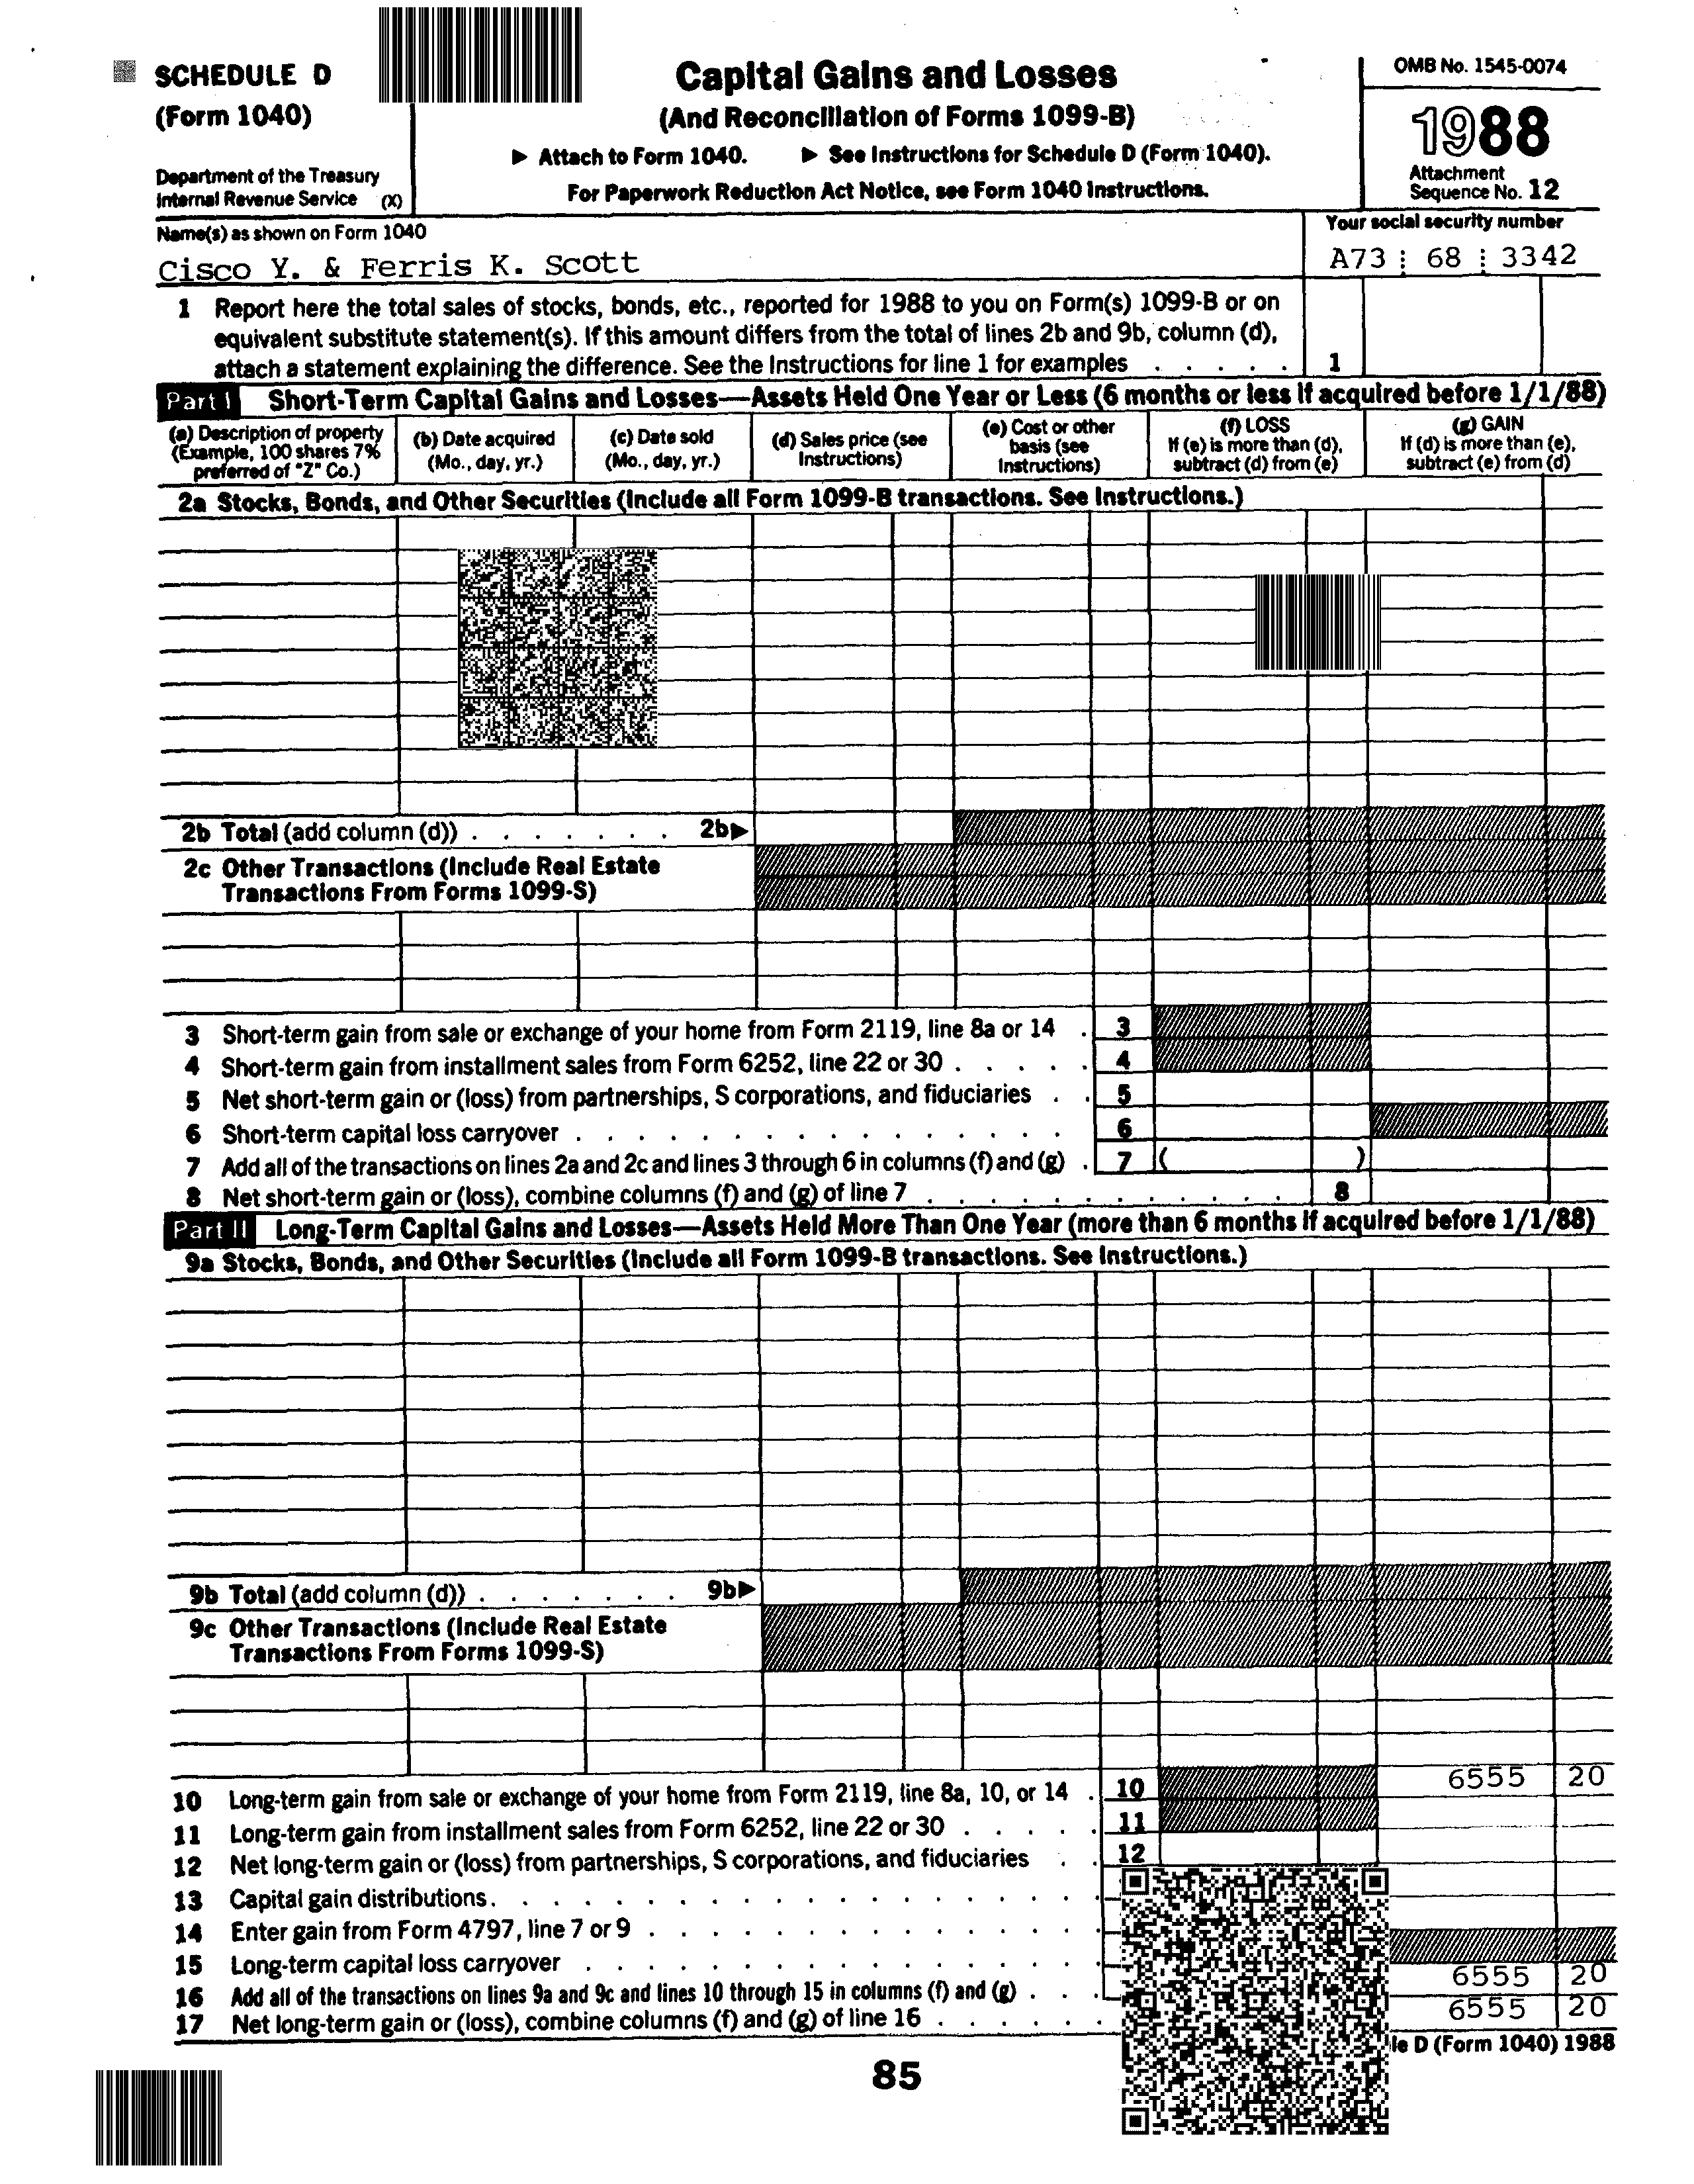 SCHEDULE D
(Form 1040)
Department of the Treasury
Internal Revenue Service (X)
Capital Gains and Losses
(And Reconciliation of Forms 1099-B)
▶ Attach to Form 1040. ▶ See Instructions for Schedule D (Form 1040).
For Paperwork Reduction Act Notice, see Form 1040 Instructions.
OMB No. 1545-0074
1988
Attachment
Sequence No. 12
Name(s) as shown on Form 1040
Cisco Y. & Ferris K. Scott
Your social security number
A73 68 3342
1 Report here the total sales of stocks, bonds, etc., reported for 1988 to you on Form(s) 1099-B or on
equivalent substitute statement(s). If this amount differs from the total of lines 2b and 9b, column (d),
attach a statement explaining the difference. See the Instructions for line 1 for examples . . . . . 1
Part I Short-Term Capital Gains and Losses—Assets Held One Year or Less (6 months or less if acquired before 1/1/88)
(a) Description of property
(Example, 100 shares 7%
preferred of "Z" Co.)
(b) Date acquired
(Mo., day, yr.)
(c) Date sold
(Mo., day, yr.)
(d) Sales price (see
Instructions)
(e) Cost or other
basis (see
Instructions)
(f) LOSS
If (e) is more than (d),
subtract (d) from (e)
(g) GAIN
If (d) is more than (e),
subtract (e) from (d)
2a Stocks, Bonds, and Other Securities (Include all Form 1099-B transactions. See Instructions.)
2b Total (add column (d)) . . . . . . . 2b▶
2c Other Transactions (Include Real Estate
Transactions From Forms 1099-S)
3 Short-term gain from sale or exchange of your home from Form 2119, line 8a or 14 . 3
4 Short-term gain from installment sales from Form 6252, line 22 or 30 . . . . . 4
5 Net short-term gain or (loss) from partnerships, S corporations, and fiduciaries . . 5
6 Short-term capital loss carryover . . . . . . . . . . . . . . . . 6
7 Add all of the transactions on lines 2a and 2c and lines 3 through 6 in columns (f) and (g) . 7 ( )
8 Net short-term gain or (loss), combine columns (f) and (g) of line 7 . . . . . . . . . . . 8
Part II Long-Term Capital Gains and Losses—Assets Held More Than One Year (more than 6 months if acquired before 1/1/88)
9a Stocks, Bonds, and Other Securities (Include all Form 1099-B transactions. See Instructions.)
9b Total (add column (d)) . . . . . . . 9b▶
9c Other Transactions (Include Real Estate
Transactions From Forms 1099-S)
10 Long-term gain from sale or exchange of your home from Form 2119, line 8a, 10, or 14 . 10 6555 20
11 Long-term gain from installment sales from Form 6252, line 22 or 30 . . . . . 11
12 Net long-term gain or (loss) from partnerships, S corporations, and fiduciaries . . 12
13 Capital gain distributions . . . . . . . . . . . . . . . . . .
14 Enter gain from Form 4797, line 7 or 9 . . . . . . . . . . . . . .
15 Long-term capital loss carryover . . . . . . . . . . . . . . . .
16 Add all of the transactions on lines 9a and 9c and lines 10 through 15 in columns (f) and (g) . . . 6555 20
17 Net long-term gain or (loss), combine columns (f) and (g) of line 16 . . . . . . 6555 20
D (Form 1040) 1988
85